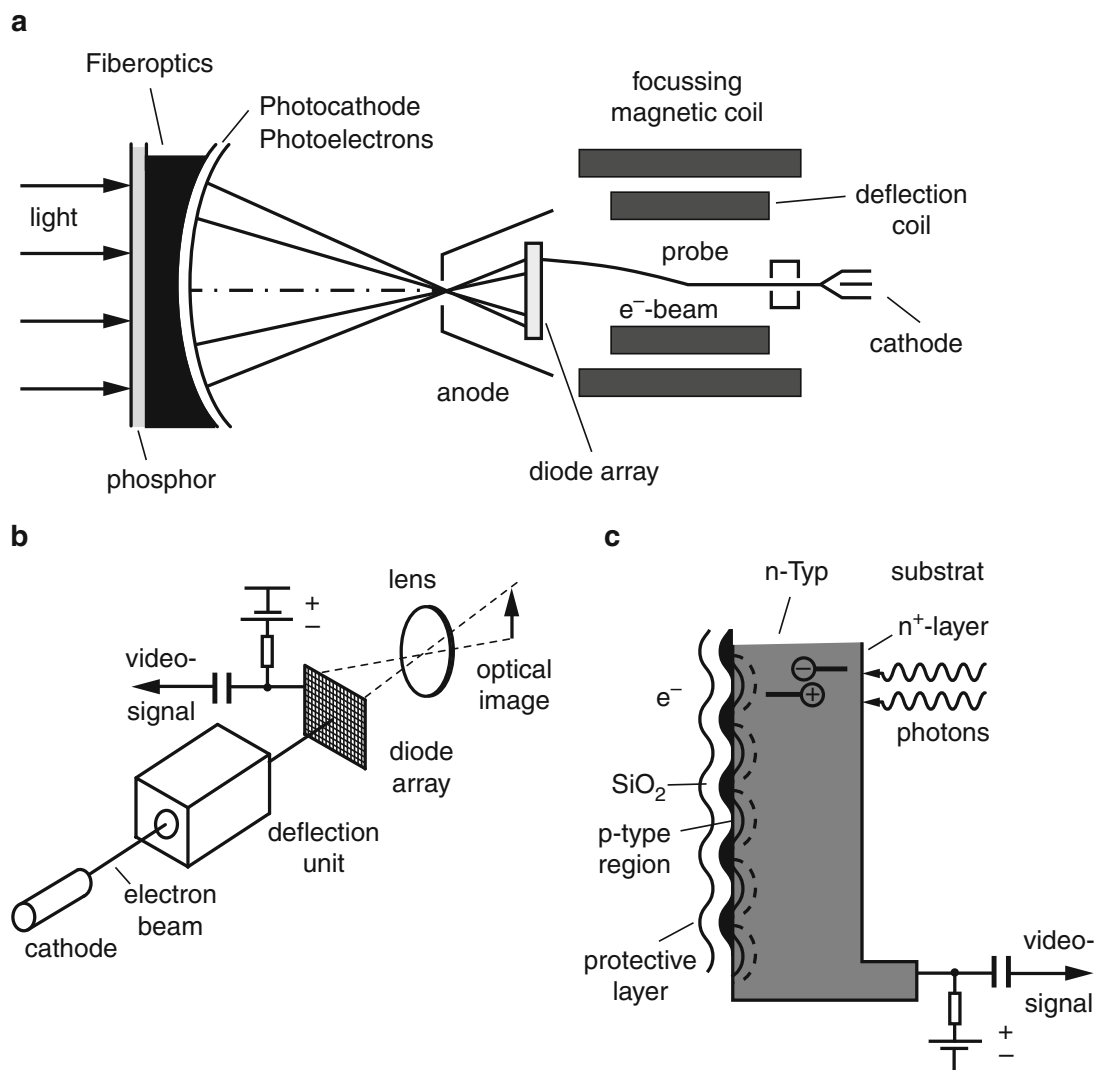 a
Fiberoptics
Photocathode
Photoelectrons
focussing
magnetic coil
light
deflection
coil
probe
e⁻-beam
cathode
anode
diode array
phosphor
b
lens
+
−
video-
signal
optical
image
diode
array
deflection
unit
electron
beam
cathode
c
n-Typ
substrat
n⁺-layer
−
+
e⁻
photons
SiO₂
p-type
region
protective
layer
video-
signal
+
−